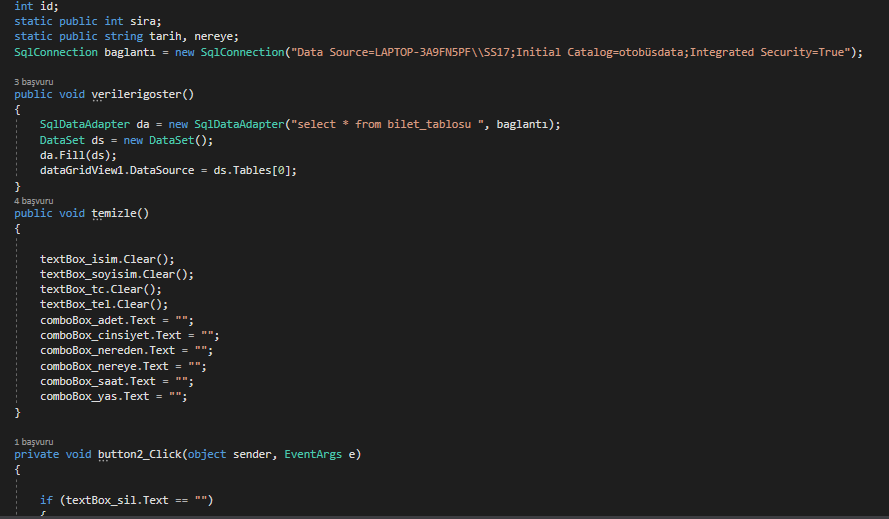 int id;
static public int sira;
static public string tarih, nereye;
SqlConnection baglantı = new SqlConnection("Data Source=LAPTOP-3A9FN5PF\\SS17;Initial Catalog=otobüsdata;Integrated Security=True");
3 başvuru
public void verilerigoster()
{
SqlDataAdapter da = new SqlDataAdapter("select * from bilet_tablosu ", baglantı);
DataSet ds = new DataSet();
da.Fill(ds);
dataGridView1.DataSource = ds.Tables[0];
}
4 başvuru
public void temizle()
{
textBox_isim.Clear();
textBox_soyisim.Clear();
textBox_tc.Clear();
textBox_tel.Clear();
comboBox_adet.Text = "";
comboBox_cinsiyet.Text = "";
comboBox_nereden.Text = "";
comboBox_nereye.Text = "";
comboBox_saat.Text = "";
comboBox_yas.Text = "";
}
1 başvuru
private void button2_Click(object sender, EventArgs e)
{
if (textBox_sil.Text == "")
{